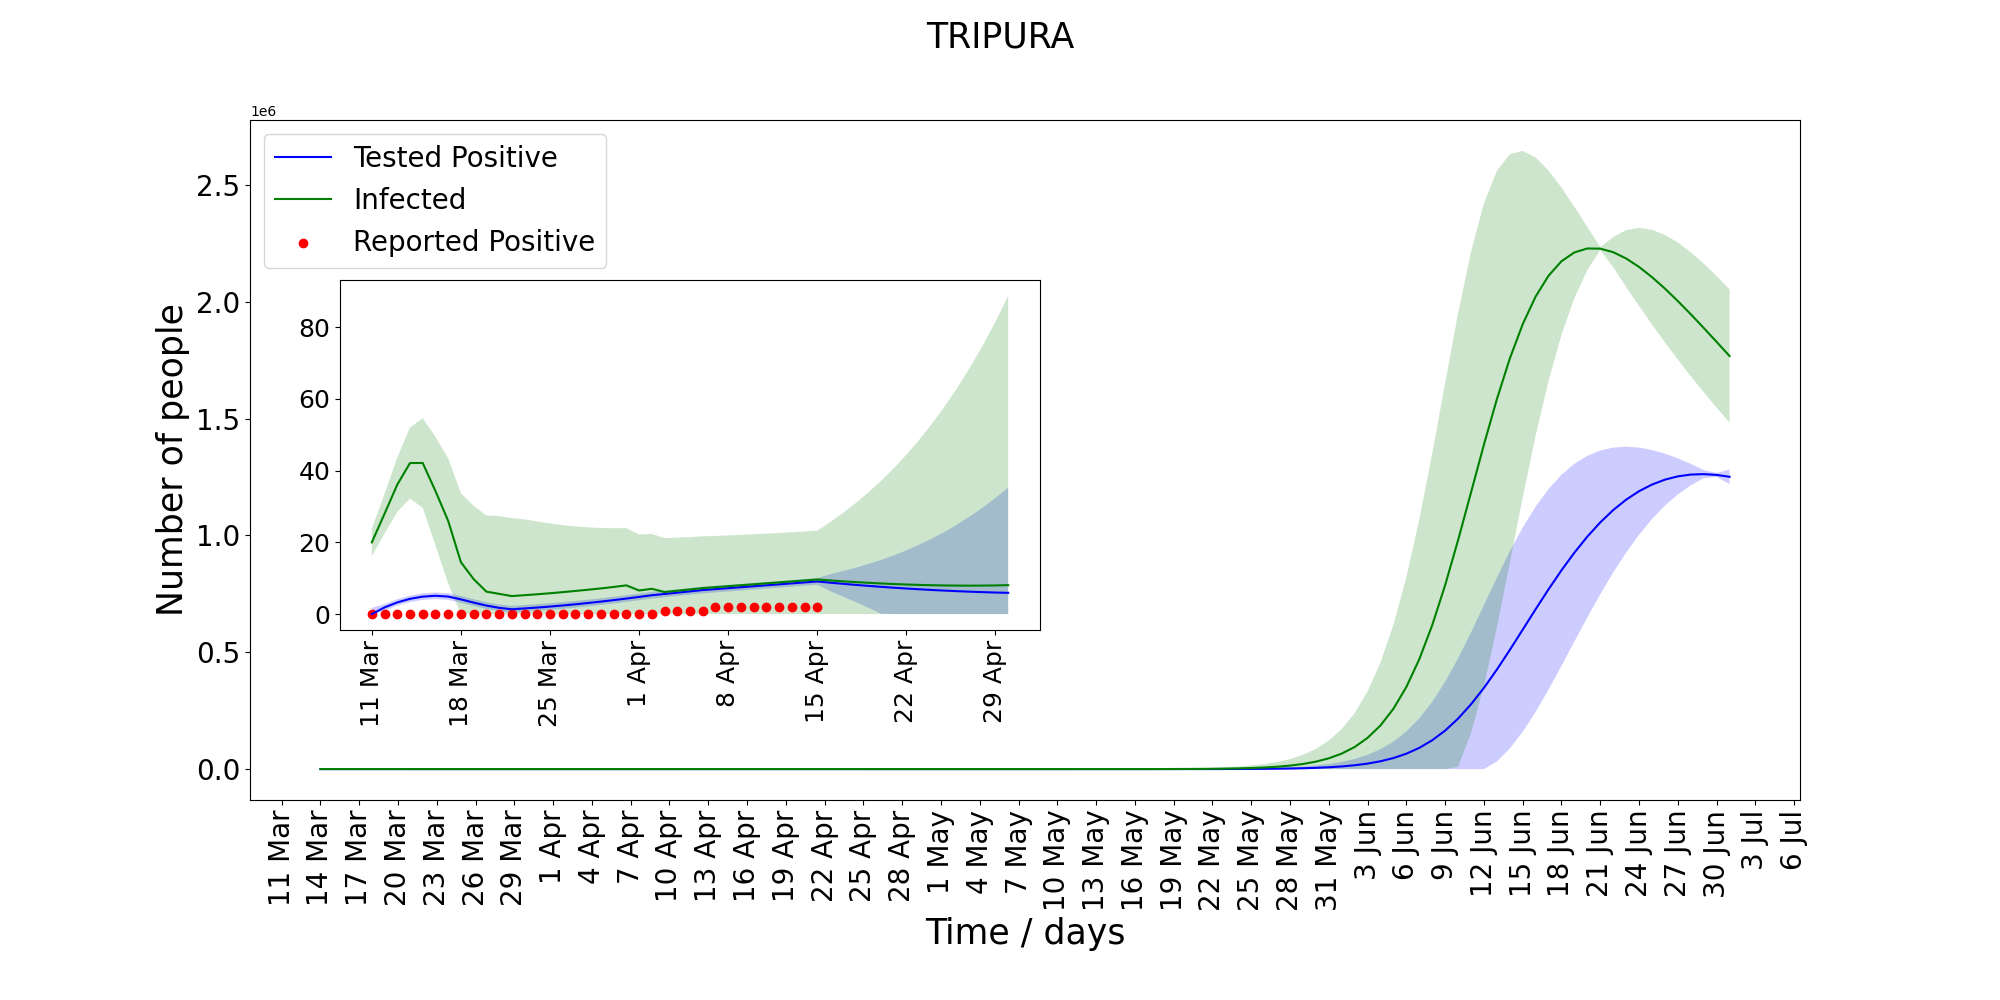 TRIPURA
1e6
Tested Positive
Infected
Reported Positive
2.5
2.0
1.5
1.0
0.5
0.0
Number of people
80
60
40
20
0
11 Mar
18 Mar
25 Mar
1 Apr
8 Apr
15 Apr
22 Apr
29 Apr
11 Mar
14 Mar
17 Mar
20 Mar
23 Mar
26 Mar
29 Mar
1 Apr
4 Apr
7 Apr
10 Apr
13 Apr
16 Apr
19 Apr
22 Apr
25 Apr
28 Apr
1 May
4 May
7 May
10 May
13 May
16 May
19 May
22 May
25 May
28 May
31 May
3 Jun
6 Jun
9 Jun
12 Jun
15 Jun
18 Jun
21 Jun
24 Jun
27 Jun
30 Jun
3 Jul
6 Jul
Time / days